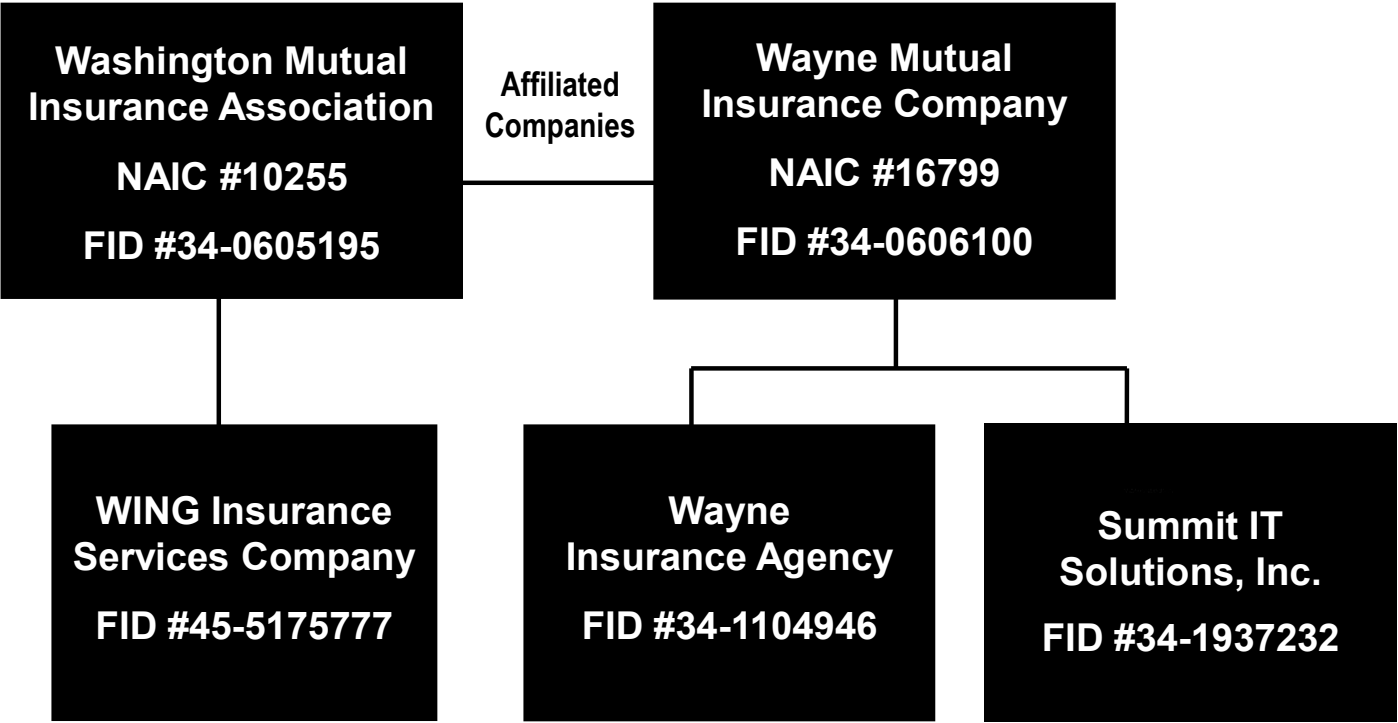 Washington Mutual
Insurance Association
NAIC #10255
FID #34-0605195
Affiliated
Companies
Wayne Mutual
Insurance Company
NAIC #16799
FID #34-0606100
WING Insurance
Services Company
FID #45-5175777
Wayne
Insurance Agency
FID #34-1104946
Summit IT
Solutions, Inc.
FID #34-1937232